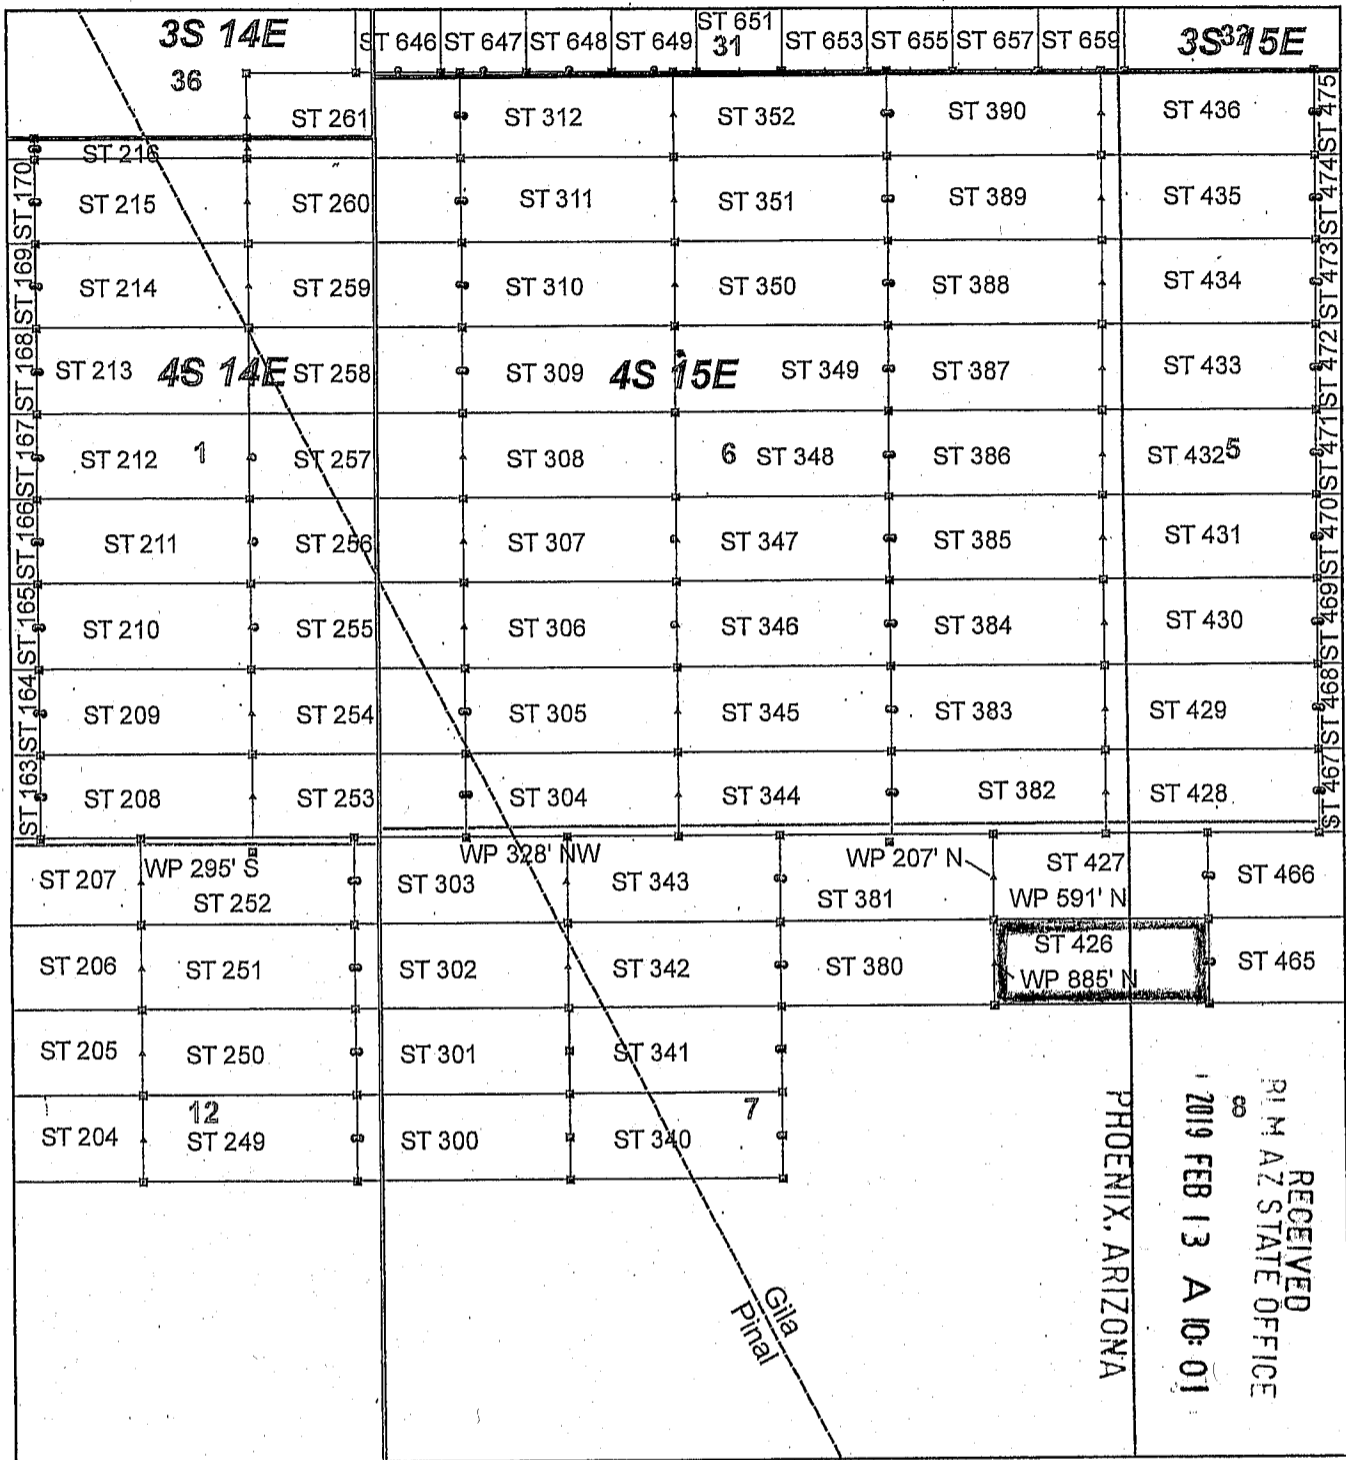 3S 14E
ST 646 ST 647 ST 648 ST 649 ST 651 ST 653 ST 655 ST 657 ST 659
31
3S 15E
32
36
ST 261 ST 312 ST 352 ST 390 ST 436 ST 475
ST 216
ST 170 ST 215 ST 260 ST 311 ST 351 ST 389 ST 435 ST 474
ST 169 ST 214 ST 259 ST 310 ST 350 ST 388 ST 434 ST 473
ST 168 ST 213 4S 14E ST 258 ST 309 4S 15E ST 349 ST 387 ST 433 ST 472
ST 167 ST 212 1 ST 257 ST 308 6 ST 348 ST 386 ST 432 5 ST 471
ST 166 ST 211 ST 256 ST 307 ST 347 ST 385 ST 431 ST 470
ST 165 ST 210 ST 255 ST 306 ST 346 ST 384 ST 430 ST 469
ST 164 ST 209 ST 254 ST 305 ST 345 ST 383 ST 429 ST 468
ST 163 ST 208 ST 253 ST 304 ST 344 ST 382 ST 428 ST 467
WP 295' S WP 328' NW WP 207' N
ST 207 ST 252 ST 303 ST 343 ST 381 ST 427 ST 466
WP 591' N
ST 206 ST 251 ST 302 ST 342 ST 380 ST 426 ST 465
WP 885' N
ST 205 ST 250 ST 301 ST 341
12 7 8
ST 204 ST 249 ST 300 ST 340
Gila
Pinal
RECEIVED
BLM AZ STATE OFFICE
2019 FEB 13 A 10:01
PHOENIX, ARIZONA